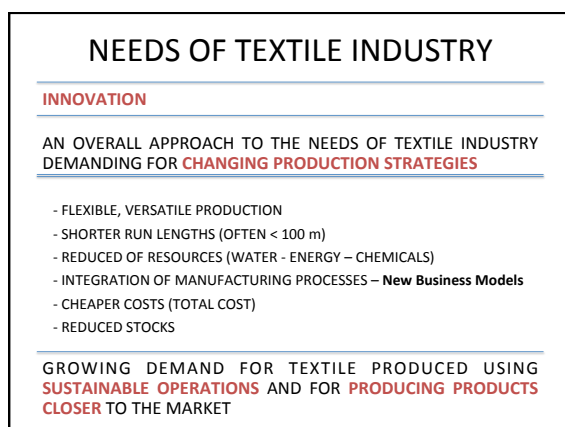 NEEDS OF TEXTILE INDUSTRY
INNOVATION
AN OVERALL APPROACH TO THE NEEDS OF TEXTILE INDUSTRY
DEMANDING FOR CHANGING PRODUCTION STRATEGIES
- FLEXIBLE, VERSATILE PRODUCTION
- SHORTER RUN LENGTHS (OFTEN < 100 m)
- REDUCED OF RESOURCES (WATER - ENERGY – CHEMICALS)
- INTEGRATION OF MANUFACTURING PROCESSES – New Business Models
- CHEAPER COSTS (TOTAL COST)
- REDUCED STOCKS
GROWING DEMAND FOR TEXTILE PRODUCED USING
SUSTAINABLE OPERATIONS AND FOR PRODUCING PRODUCTS
CLOSER TO THE MARKET